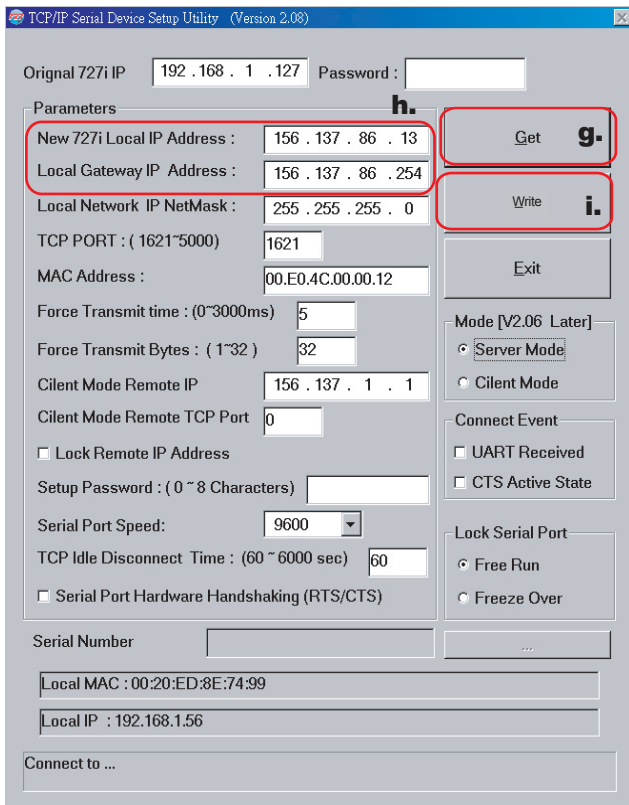 TCP/IP Serial Device Setup Utility (Version 2.08)
Orignal 727i IP 192 . 168 . 1 . 127 Password :
Parameters
h.
New 727i Local IP Address : 156 . 137 . 86 . 13
Local Gateway IP Address : 156 . 137 . 86 . 254
Local Network IP NetMask : 255 . 255 . 255 . 0
TCP PORT : ( 1621~5000) 1621
MAC Address : 00.E0.4C.00.00.12
Force Transmit time : (0~3000ms) 5
Force Transmit Bytes : ( 1~32 ) 32
Cilent Mode Remote IP 156 . 137 . 1 . 1
Cilent Mode Remote TCP Port 0
Lock Remote IP Address
Setup Password : ( 0 ~ 8 Characters)
Serial Port Speed: 9600
TCP Idle Disconnect Time : (60 ~ 6000 sec) 60
Serial Port Hardware Handshaking (RTS/CTS)
Get g.
Write i.
Exit
Mode [V2.06 Later]
Server Mode
Cilent Mode
Connect Event
UART Received
CTS Active State
Lock Serial Port
Free Run
Freeze Over
Serial Number
...
Local MAC : 00:20:ED:8E:74:99
Local IP : 192.168.1.56
Connect to ...